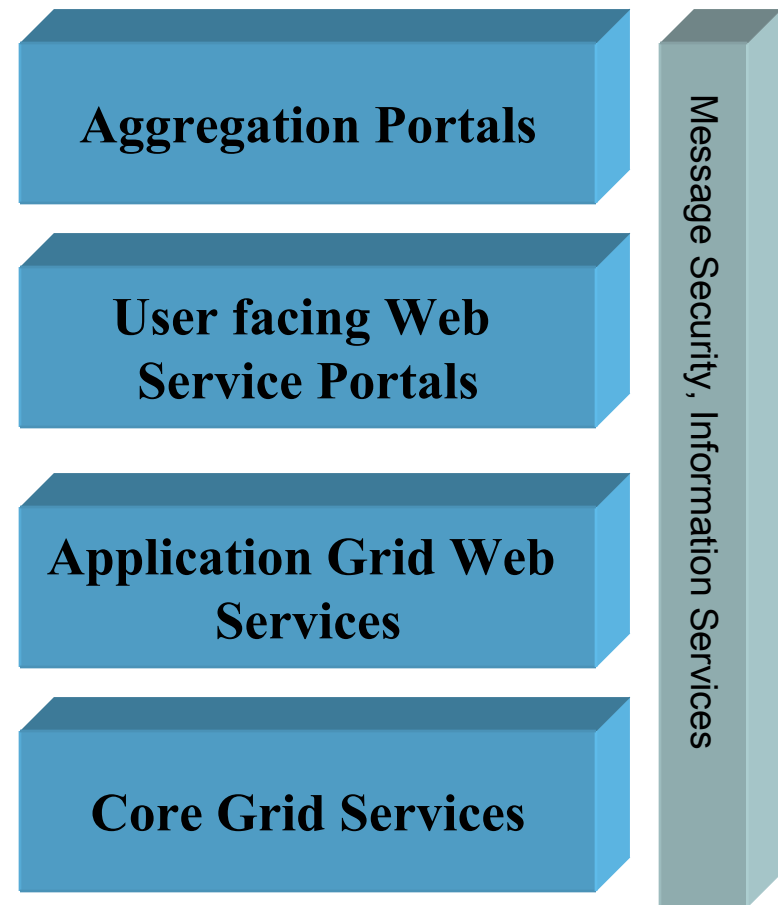 Aggregation Portals
User facing Web
Service Portals
Application Grid Web
Services
Core Grid Services
Message Security, Information Services